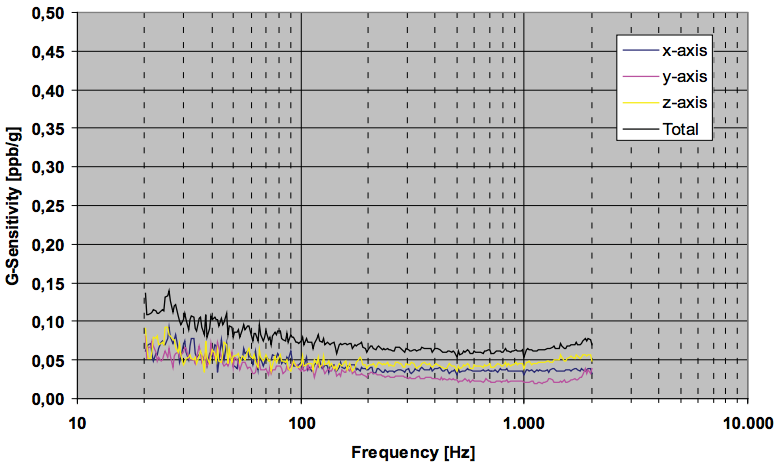 0,50
0,45
0,40
0,35
0,30
0,25
0,20
0,15
0,10
0,05
0,00
G-Sensitivity [ppb/g]
x-axis
y-axis
z-axis
Total
10
100
1.000
10.000
Frequency [Hz]